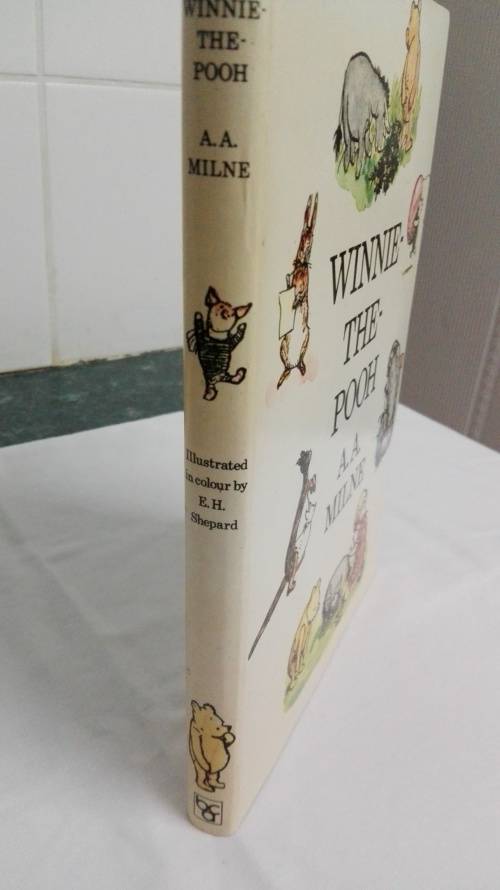 WINNIE-
THE-
POOH
A.A.
MILNE
Illustrated
in colour by
E.H.
Shepard
WINNIE-
THE-
POOH
A.A.
MILNE